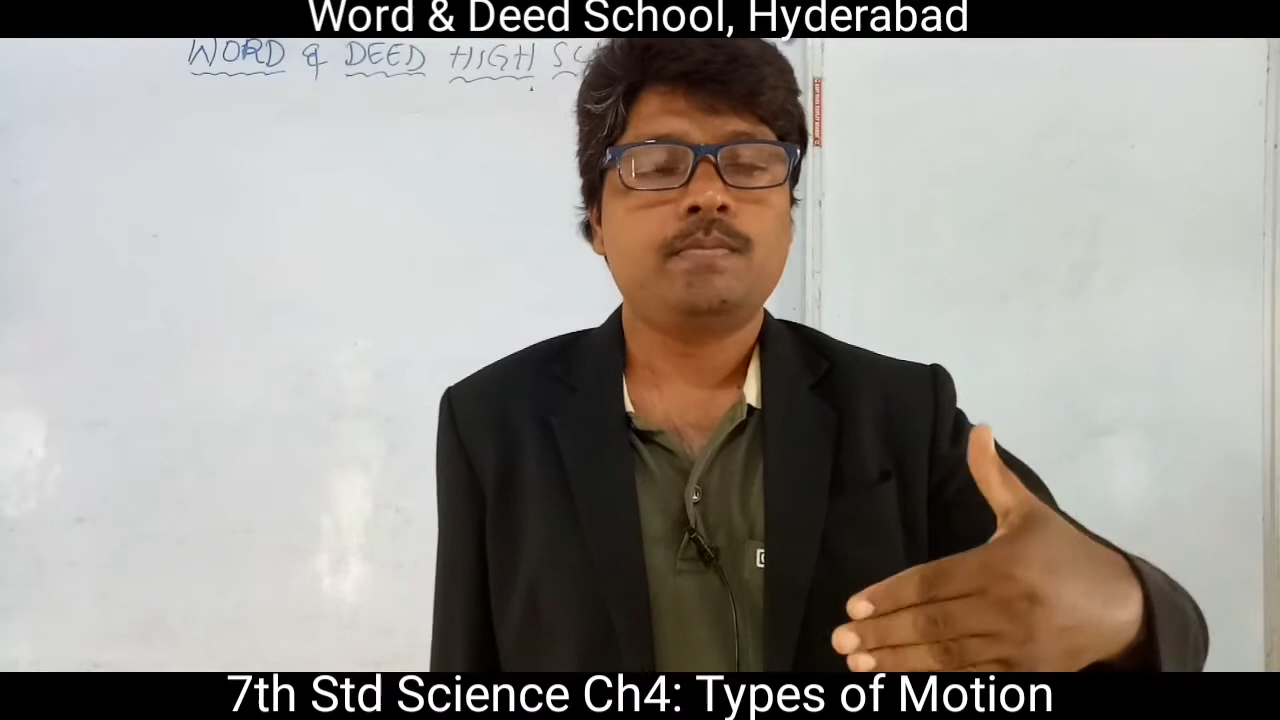 Word & Deed School, Hyderabad
WORD & DEED HIGH
7th Std Science Ch4: Types of Motion